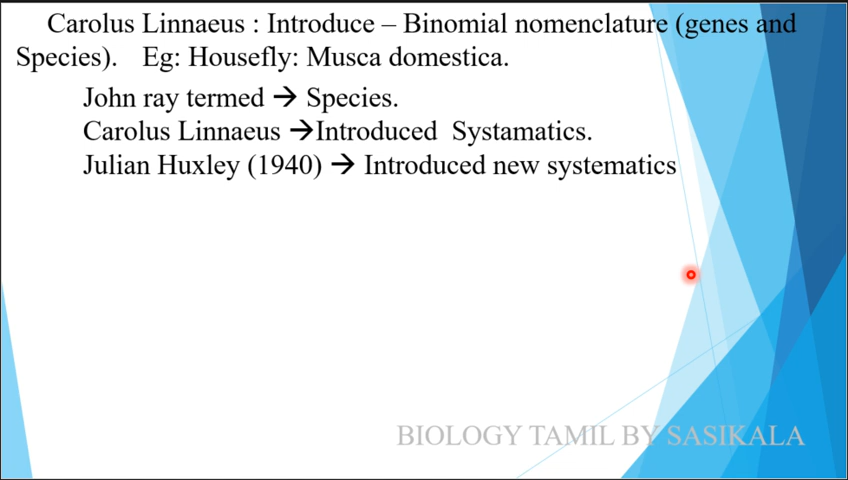 Carolus Linnaeus : Introduce – Binomial nomenclature (genes and
Species). Eg: Housefly: Musca domestica.
John ray termed → Species.
Carolus Linnaeus →Introduced Systamatics.
Julian Huxley (1940) → Introduced new systematics
BIOLOGY TAMIL BY SASIKALA